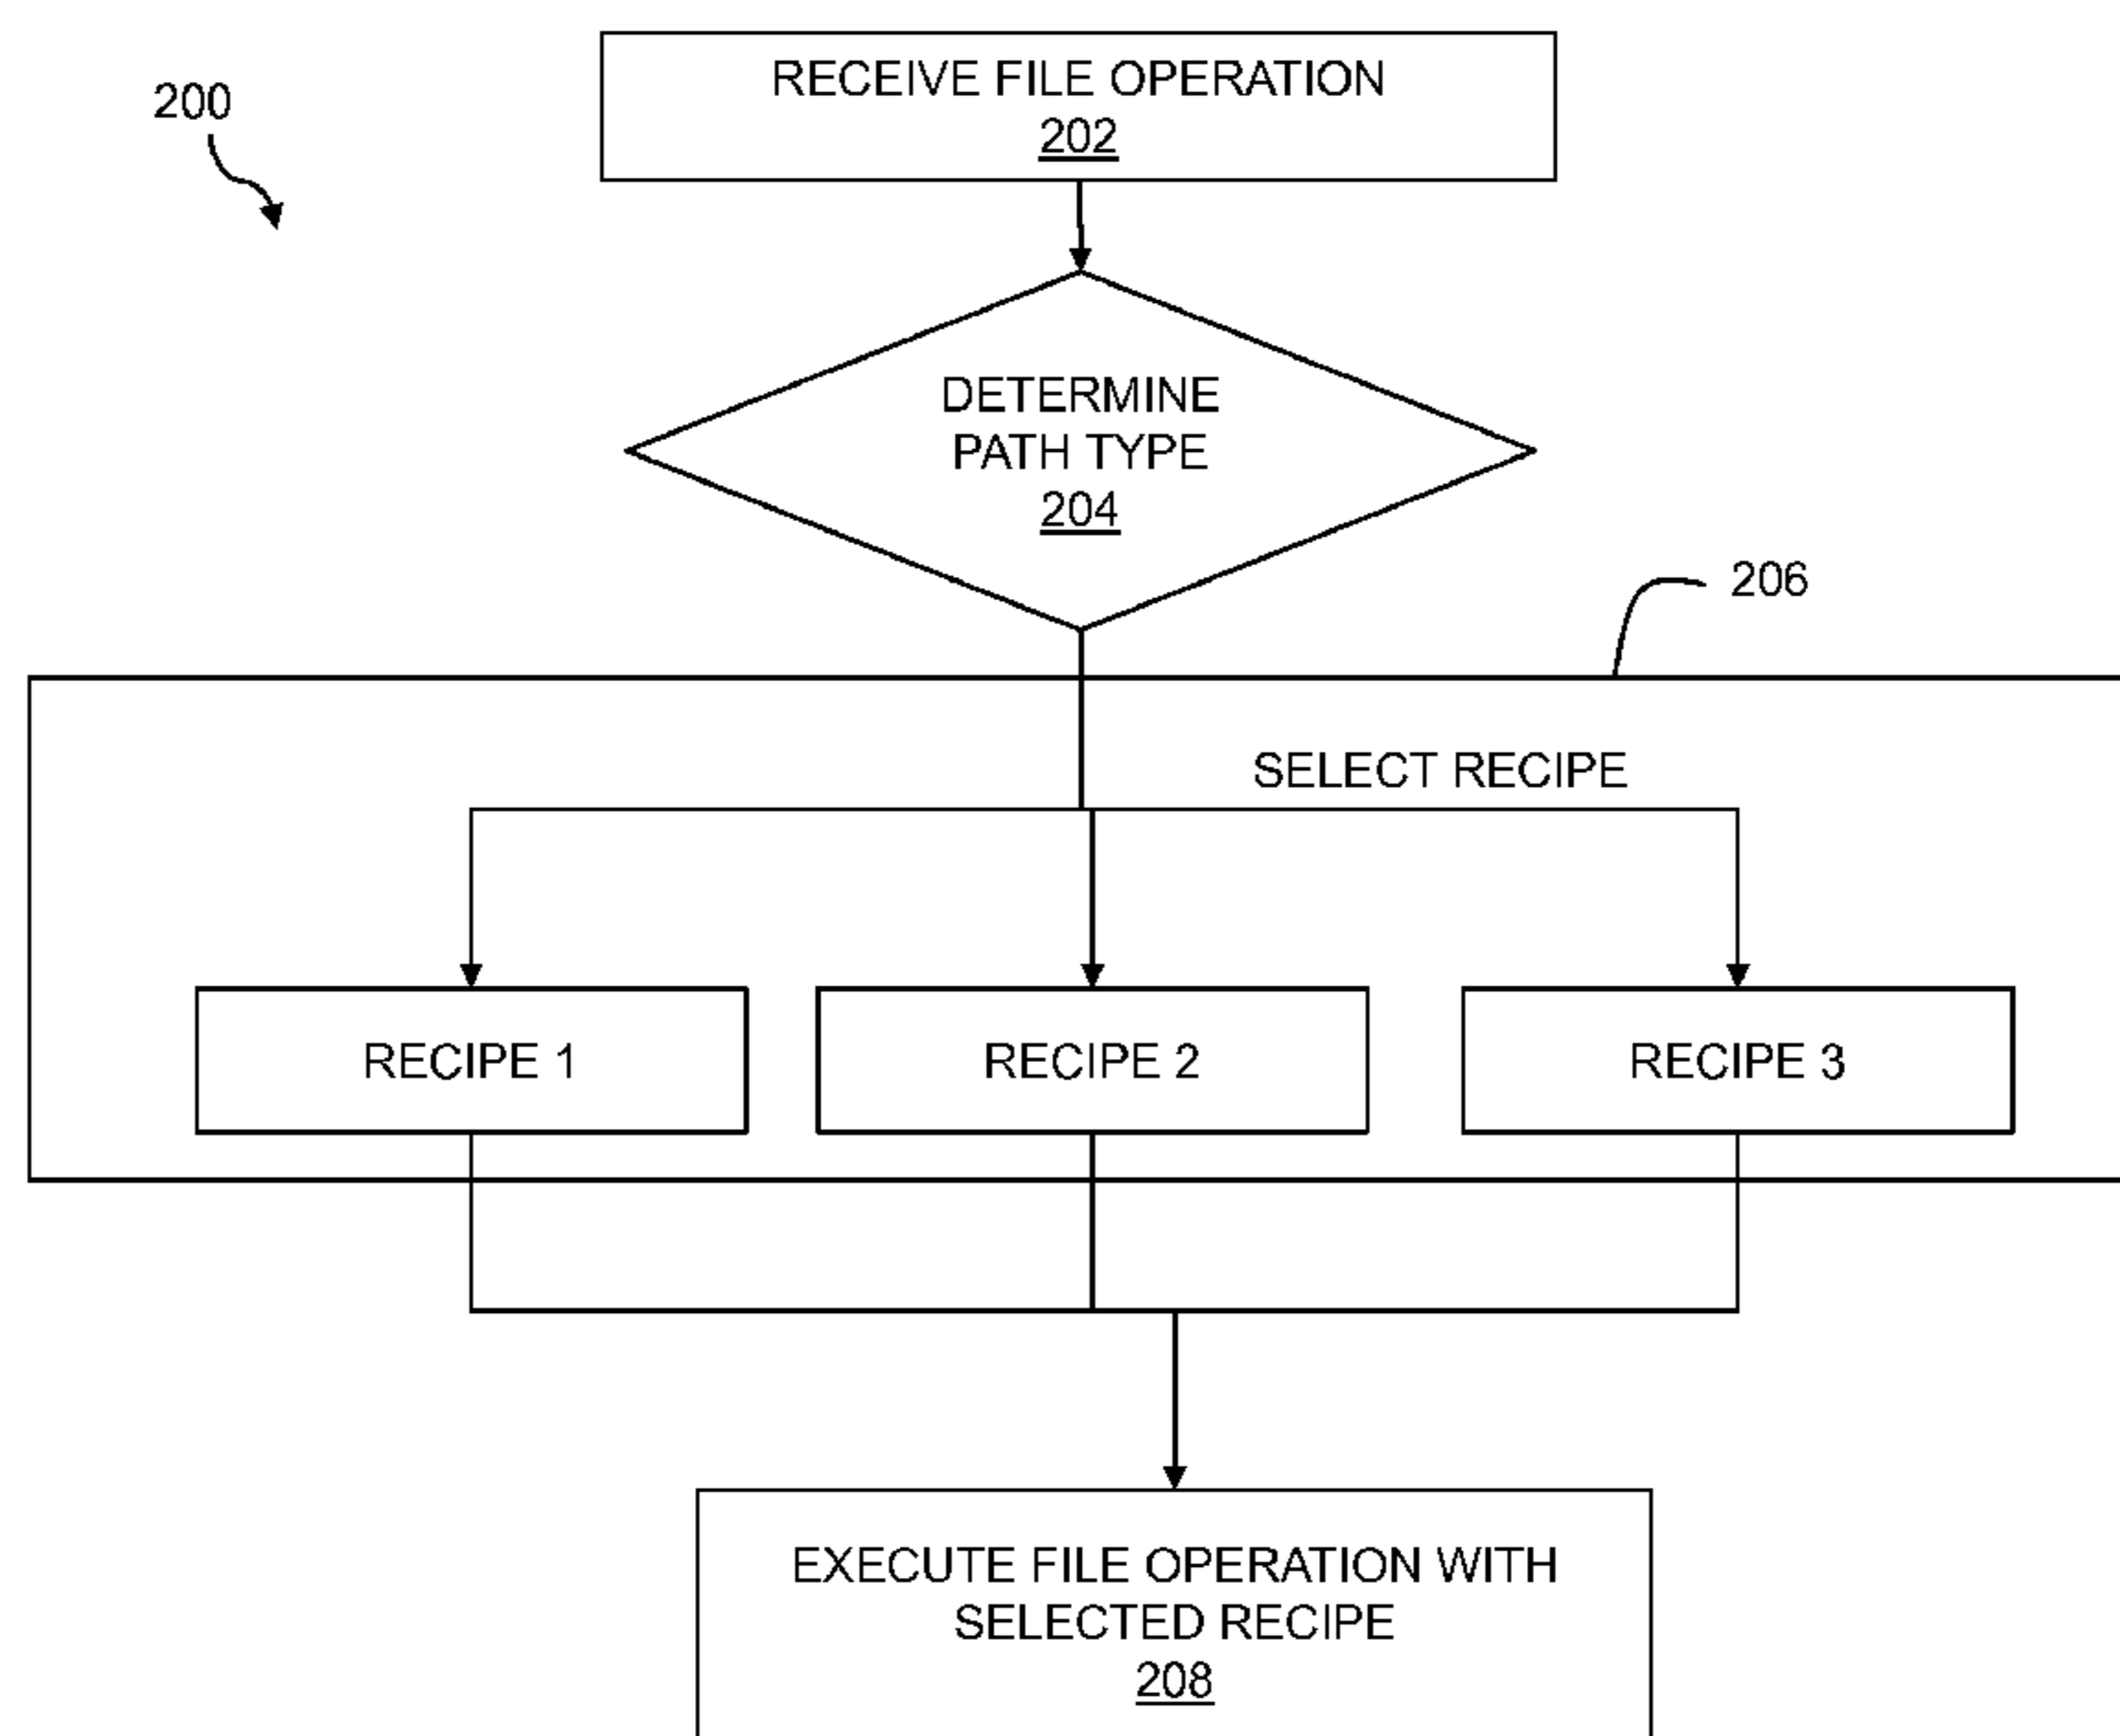 200
RECEIVE FILE OPERATION
202
DETERMINE
PATH TYPE
204
206
SELECT RECIPE
RECIPE 1
RECIPE 2
RECIPE 3
EXECUTE FILE OPERATION WITH
SELECTED RECIPE
208